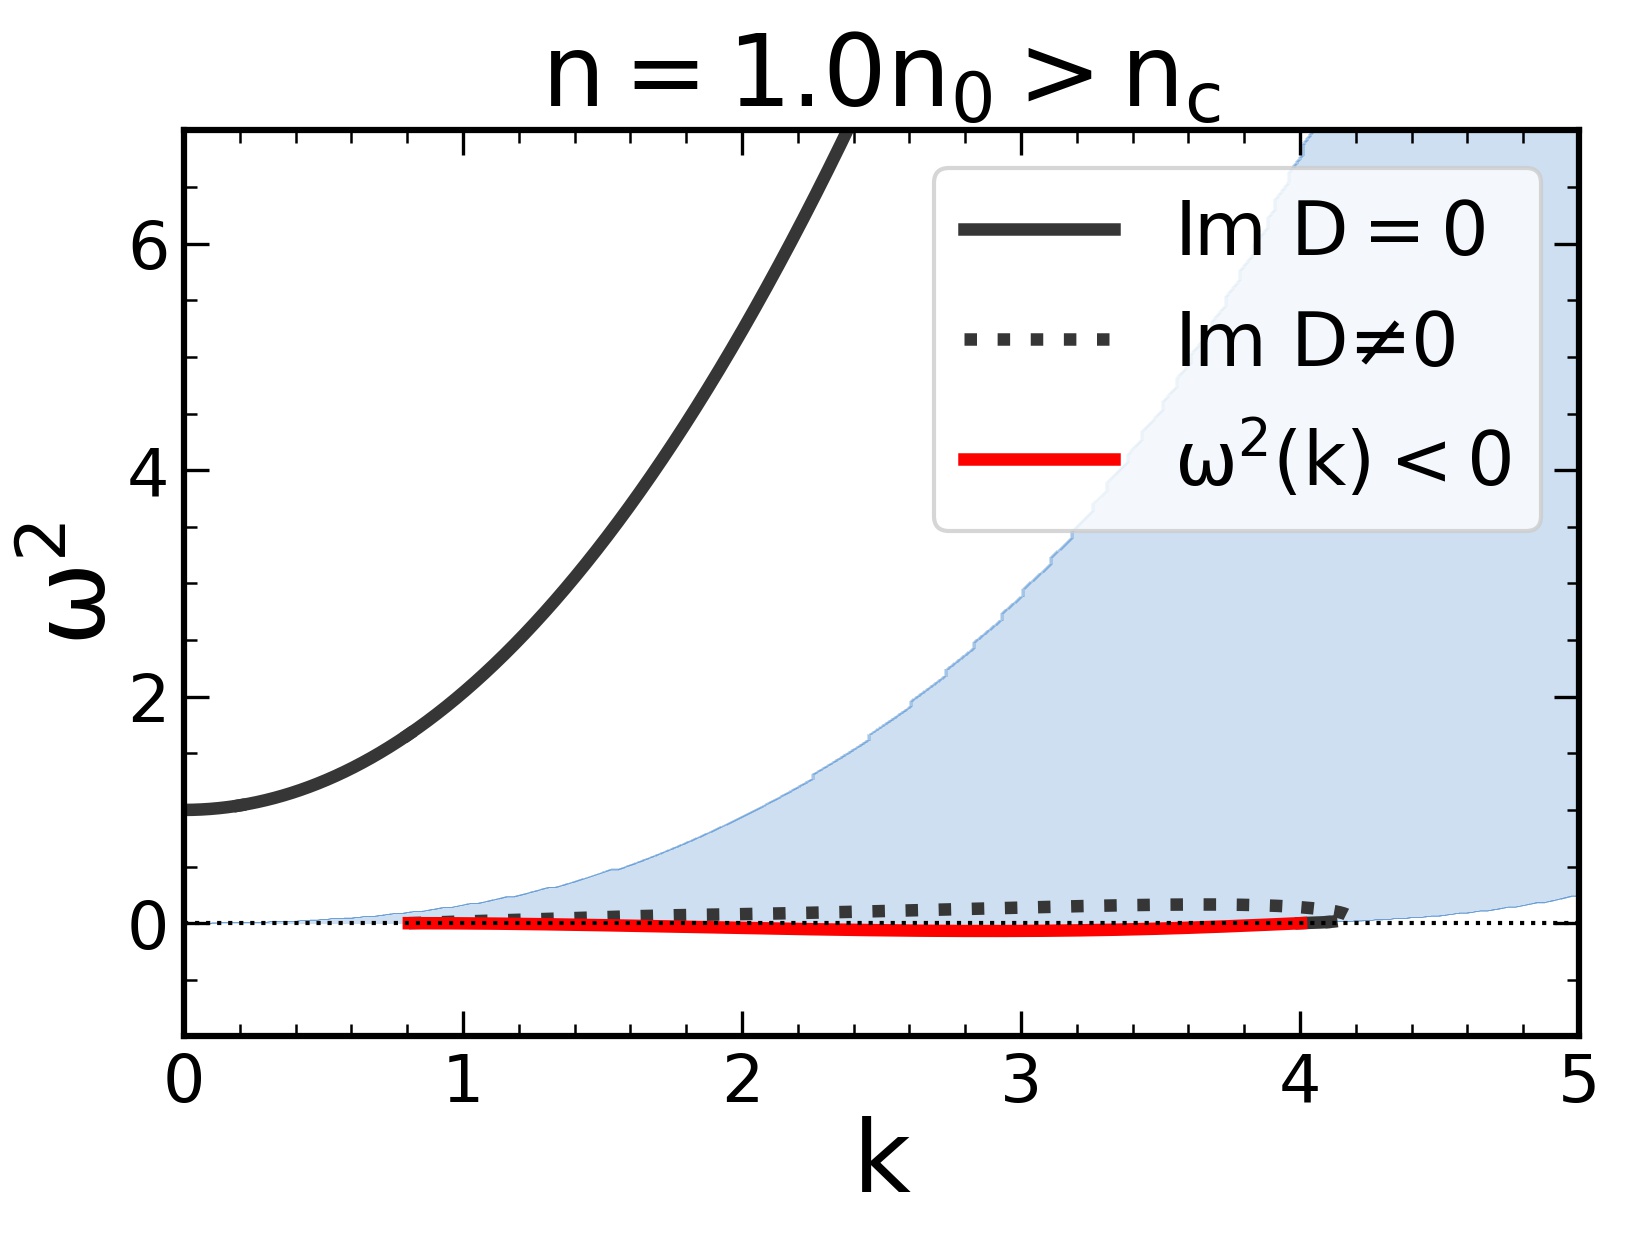 n = 1.0n₀ > n_c
Im D = 0
Im D≠0
ω²(k) < 0
ω²
6
4
2
0
0 1 2 3 4 5
k